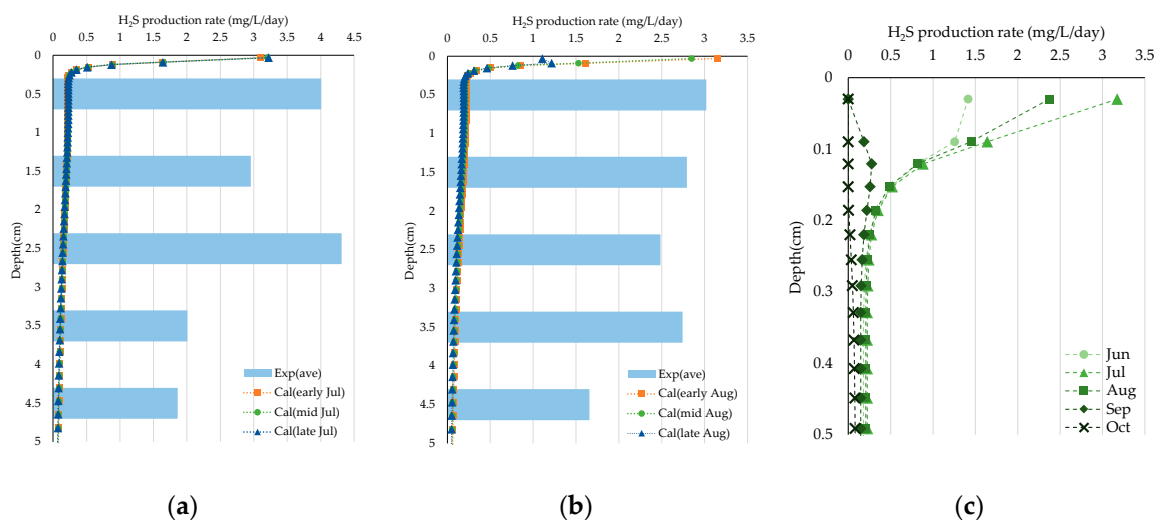 H₂S production rate (mg/L/day)
0 0.5 1 1.5 2 2.5 3 3.5 4 4.5
0
0.5
1
1.5
2
2.5
3
3.5
4
4.5
5
Depth(cm)
Exp(ave)
Cal(early Jul)
Cal(mid Jul)
Cal(late Jul)
(a)
H₂S production rate (mg/L/day)
0 0.5 1 1.5 2 2.5 3 3.5
0
0.5
1
1.5
2
2.5
3
3.5
4
4.5
5
Depth(cm)
Exp(ave)
Cal(early Aug)
Cal(mid Aug)
Cal(late Aug)
(b)
H₂S production rate (mg/L/day)
0 0.5 1 1.5 2 2.5 3 3.5
0
0.1
0.2
0.3
0.4
0.5
Depth(cm)
Jun
Jul
Aug
Sep
Oct
(c)